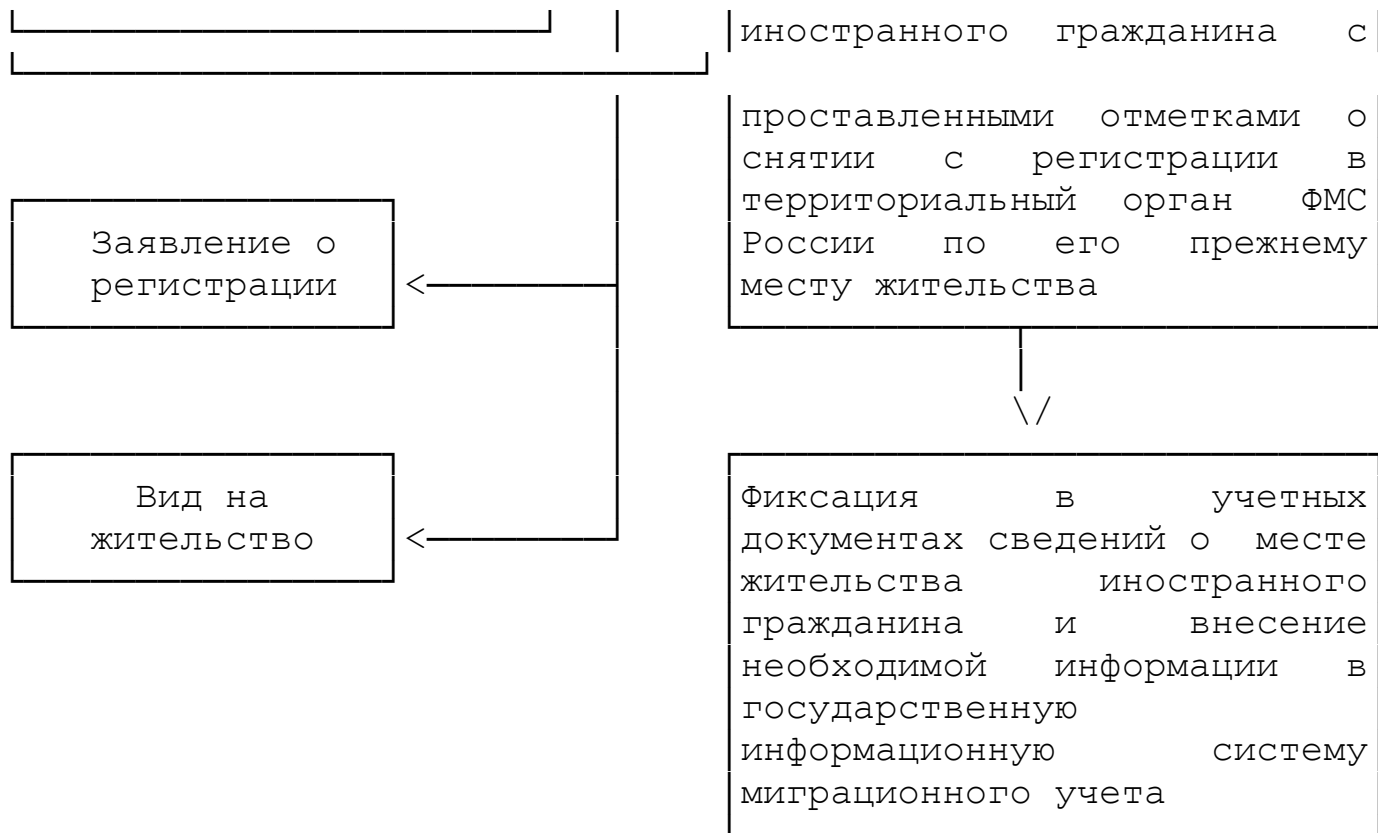 иностранного гражданина с
проставленными отметками о
снятии с регистрации в
территориальный орган ФМС
России по его прежнему
месту жительства
Заявление о
регистрации
Вид на
жительство
Фиксация в учетных
документах сведений о месте
жительства иностранного
гражданина и внесение
необходимой информации в
государственную
информационную систему
миграционного учета